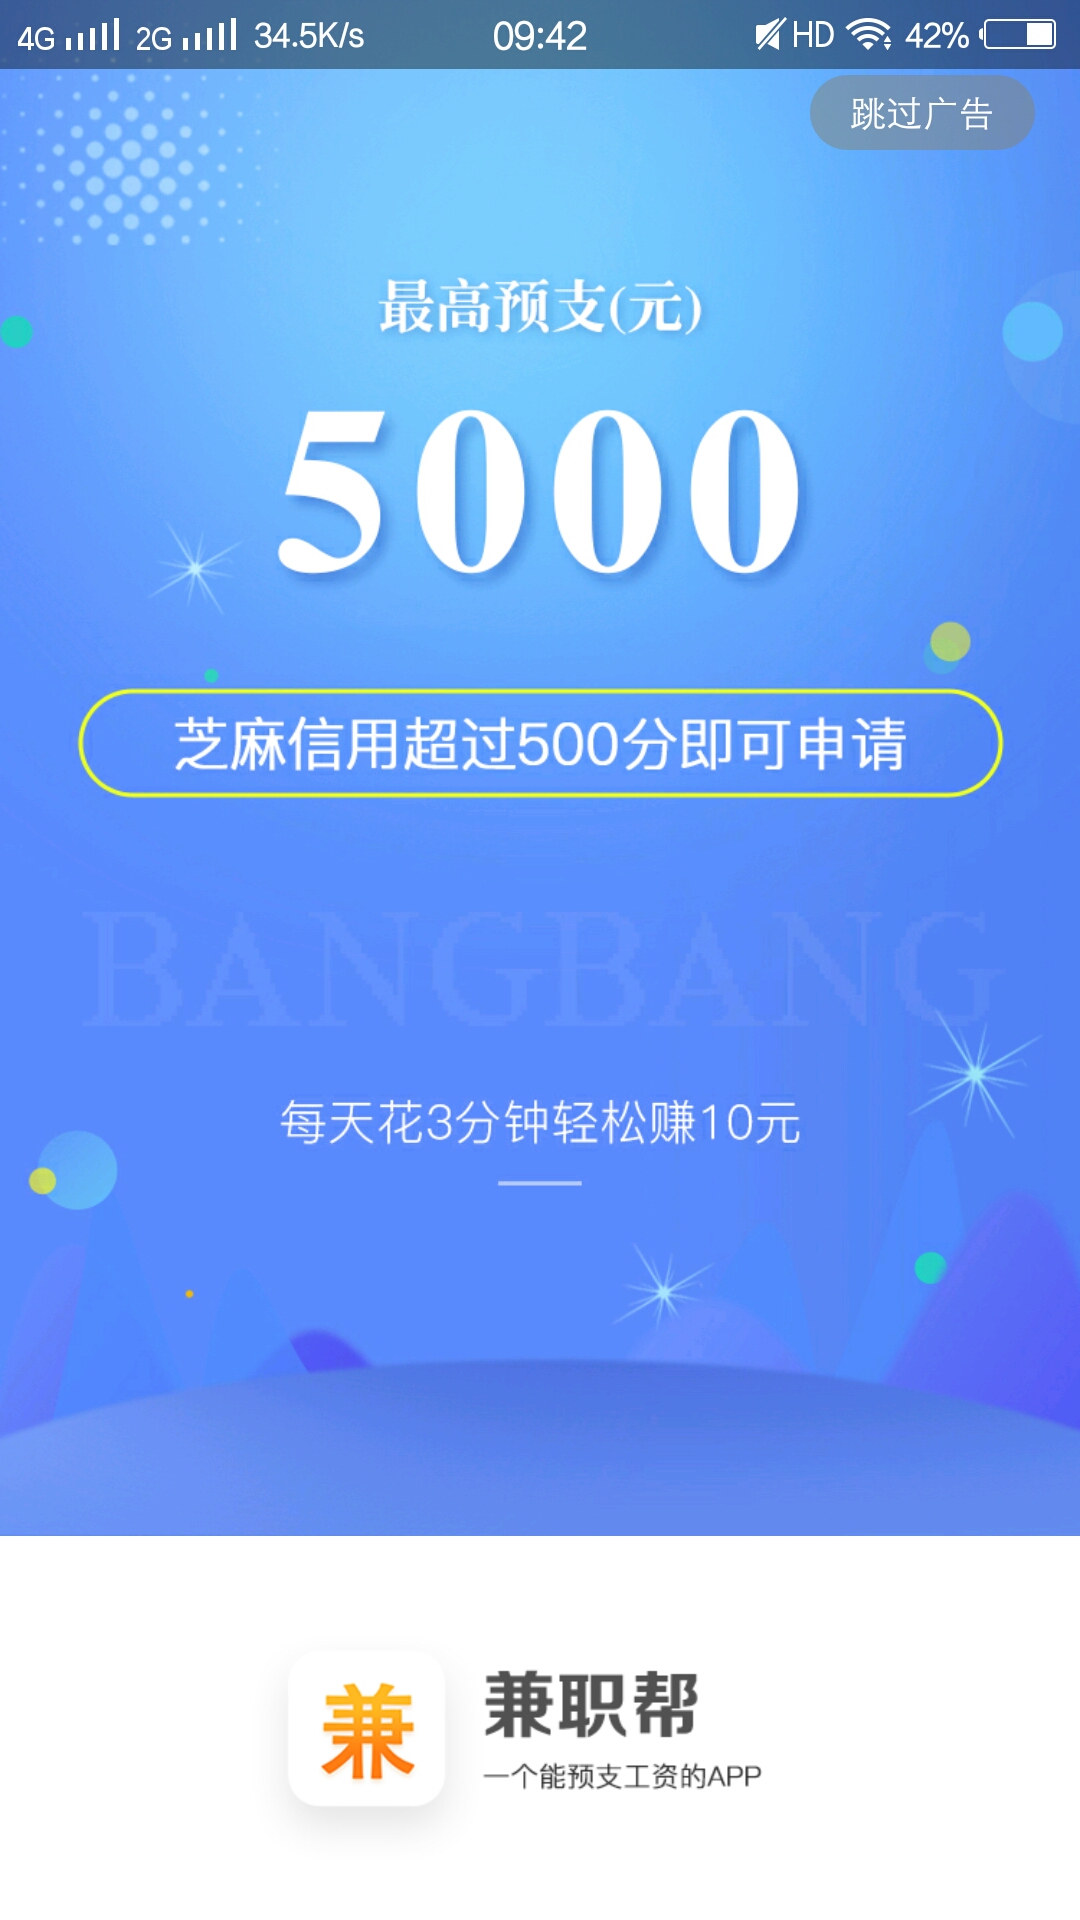 4G 2G 34.5K/s 09:42 HD 42%
跳过广告
最高预支(元)
5000
芝麻信用超过500分即可申请
BANGBANG
每天花3分钟轻松赚10元
兼 兼职帮
一个能预支工资的APP